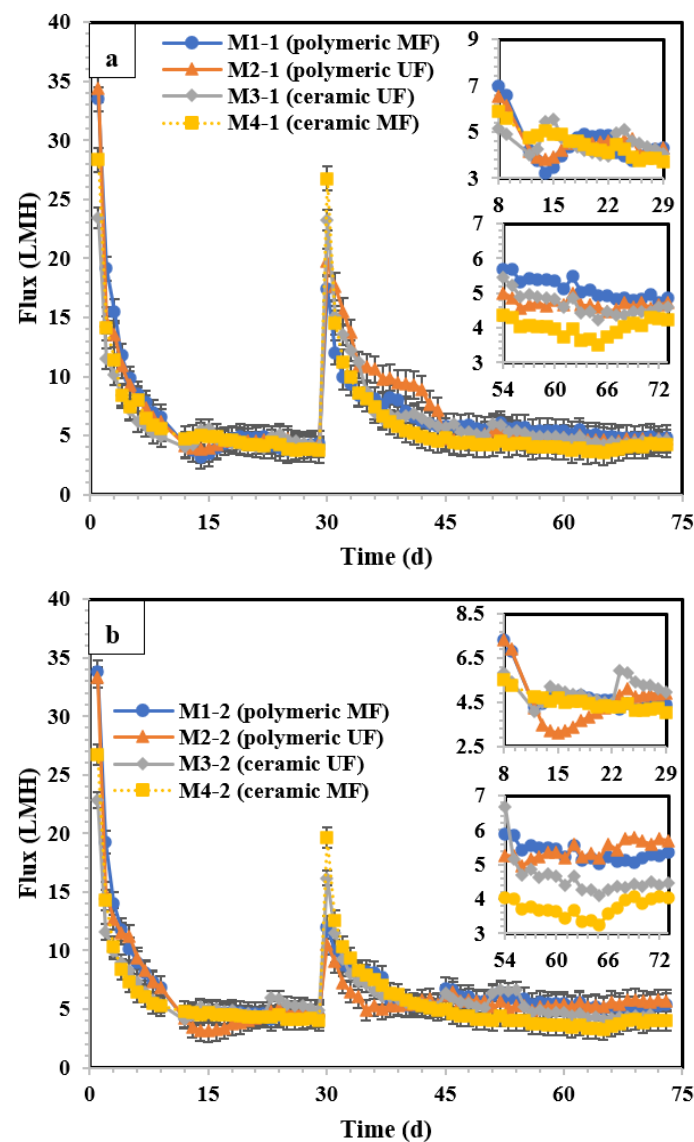 a
M1-1 (polymeric MF)
M2-1 (polymeric UF)
M3-1 (ceramic UF)
M4-1 (ceramic MF)
Flux (LMH)
40
35
30
25
20
15
10
5
0
0 15 30 45 60 75
Time (d)
9
7
5
3
8 15 22 29
7
6
5
4
3
54 60 66 72
b
M1-2 (polymeric MF)
M2-2 (polymeric UF)
M3-2 (ceramic UF)
M4-2 (ceramic MF)
Flux (LMH)
40
35
30
25
20
15
10
5
0
0 15 30 45 60 75
Time (d)
8.5
6.5
4.5
2.5
8 15 22 29
7
6
5
4
3
54 60 66 72